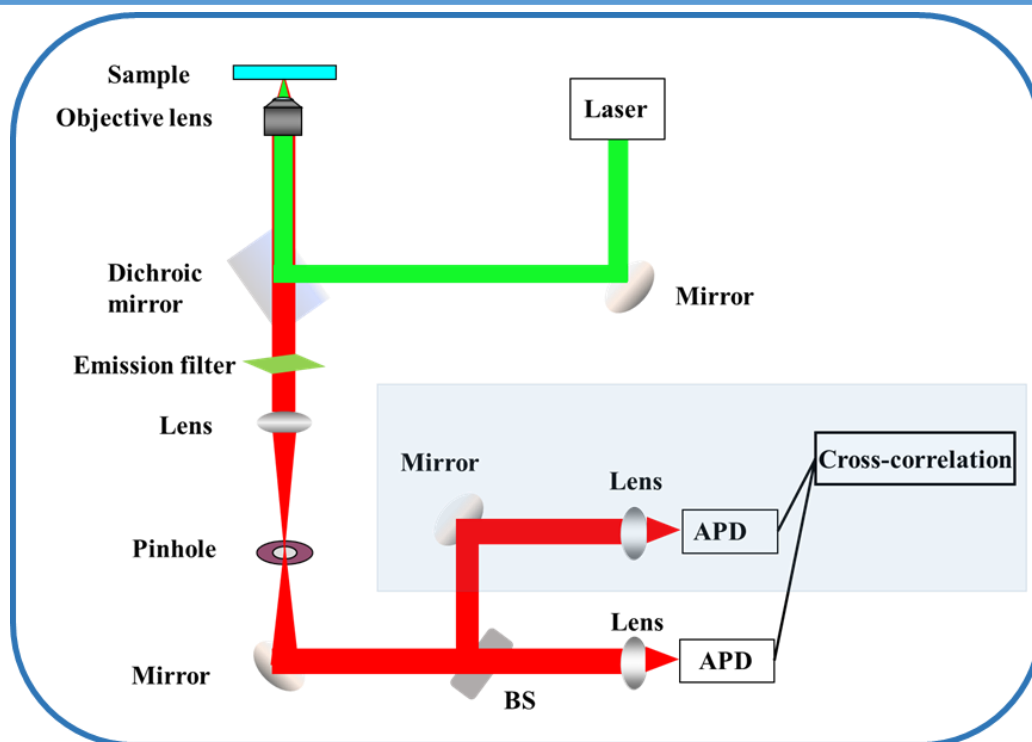 Sample
Objective lens
Laser
Dichroic
mirror
Mirror
Emission filter
Lens
Mirror
Lens
Cross-correlation
APD
Pinhole
Lens
Mirror
APD
BS